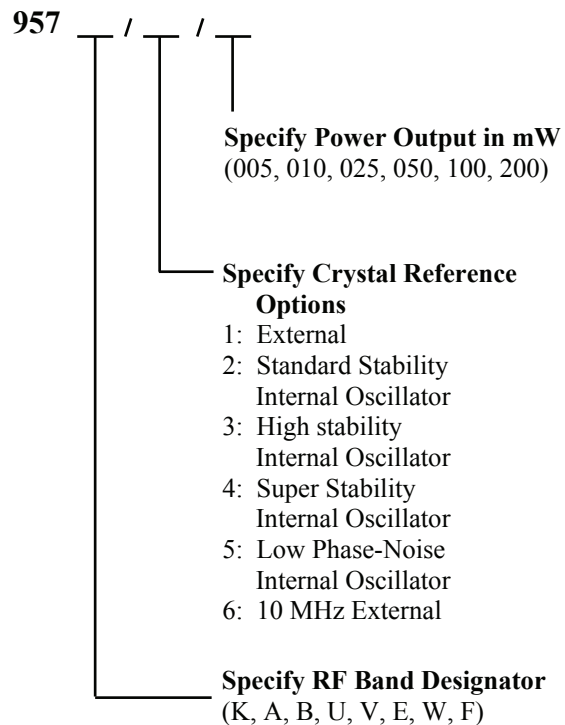 957 __ / __ / __
Specify Power Output in mW
(005, 010, 025, 050, 100, 200)
Specify Crystal Reference
Options
1: External
2: Standard Stability
Internal Oscillator
3: High stability
Internal Oscillator
4: Super Stability
Internal Oscillator
5: Low Phase-Noise
Internal Oscillator
6: 10 MHz External
Specify RF Band Designator
(K, A, B, U, V, E, W, F)